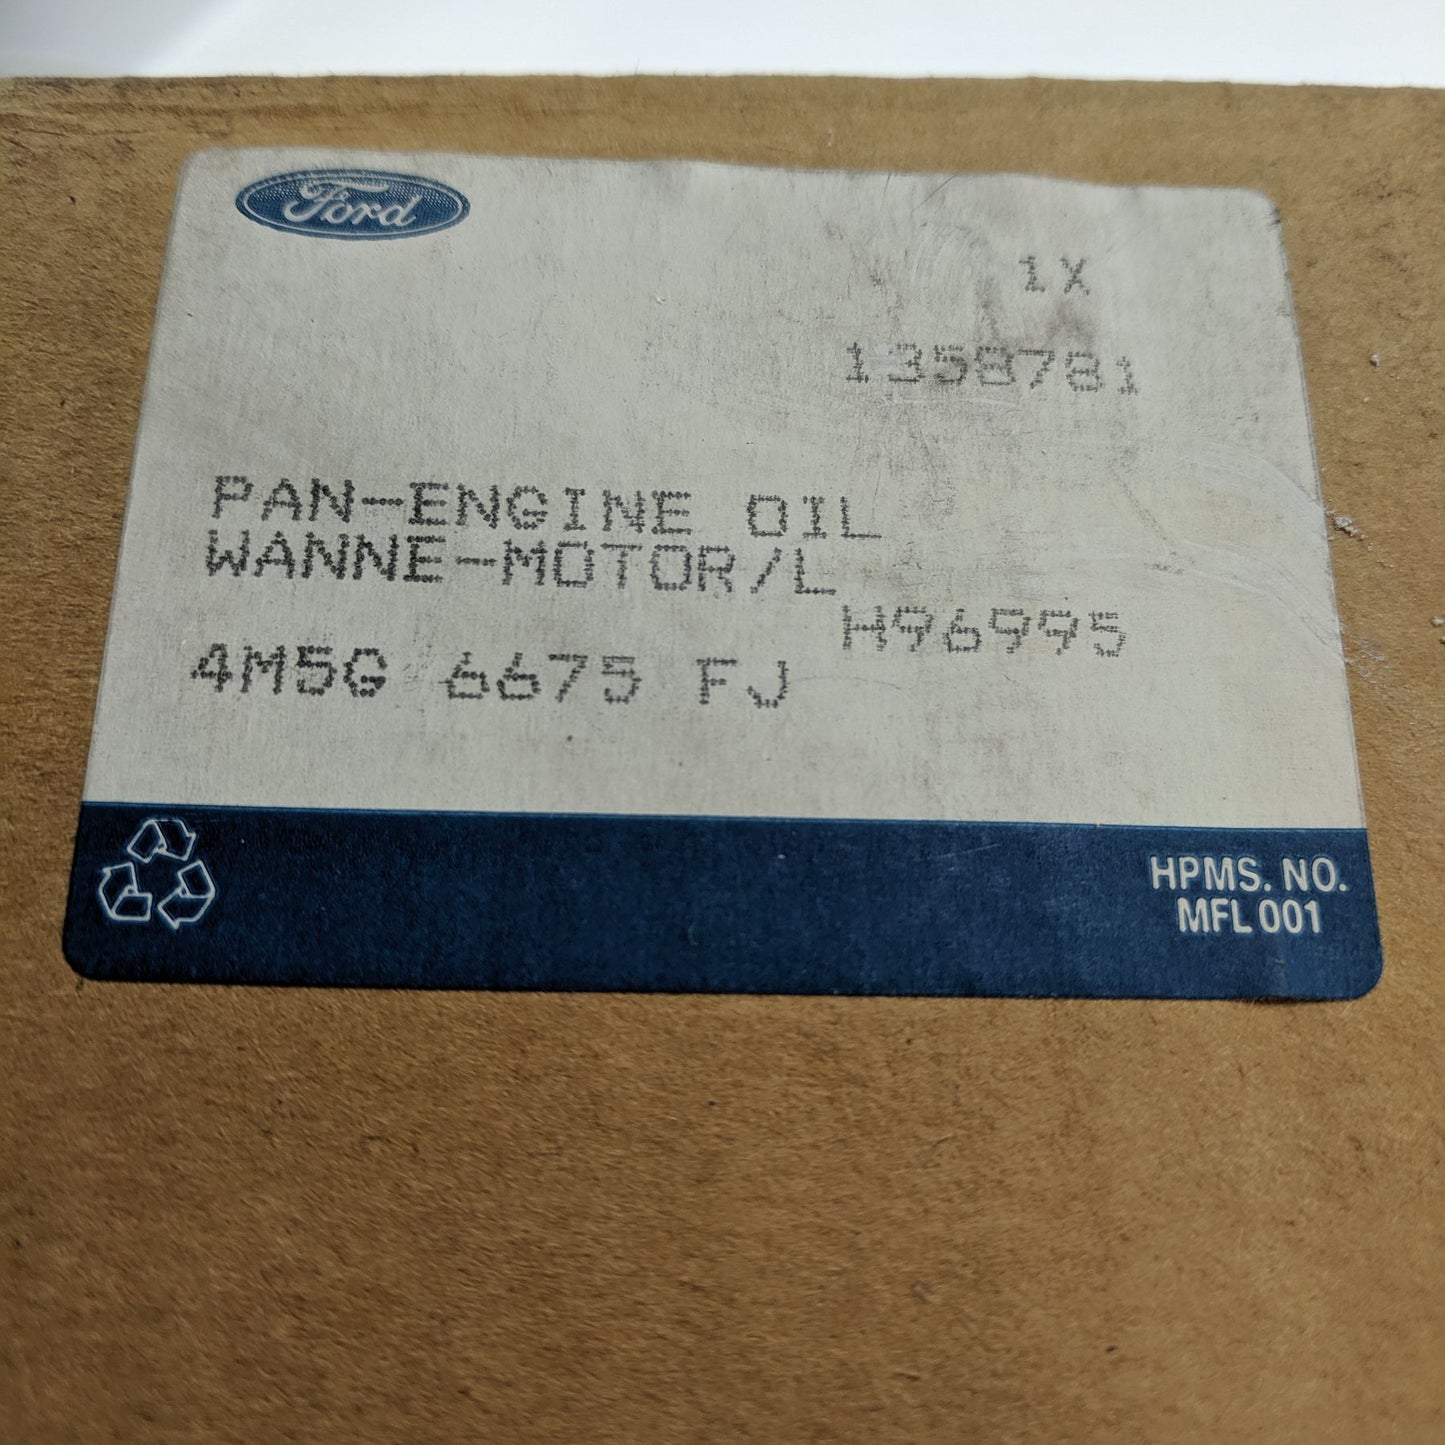 Ford
1X
1358781
PAN-ENGINE OIL
WANNE-MOTOR/L
H96995
4M5G 6675 FJ
HPMS. NO.
MFL 001